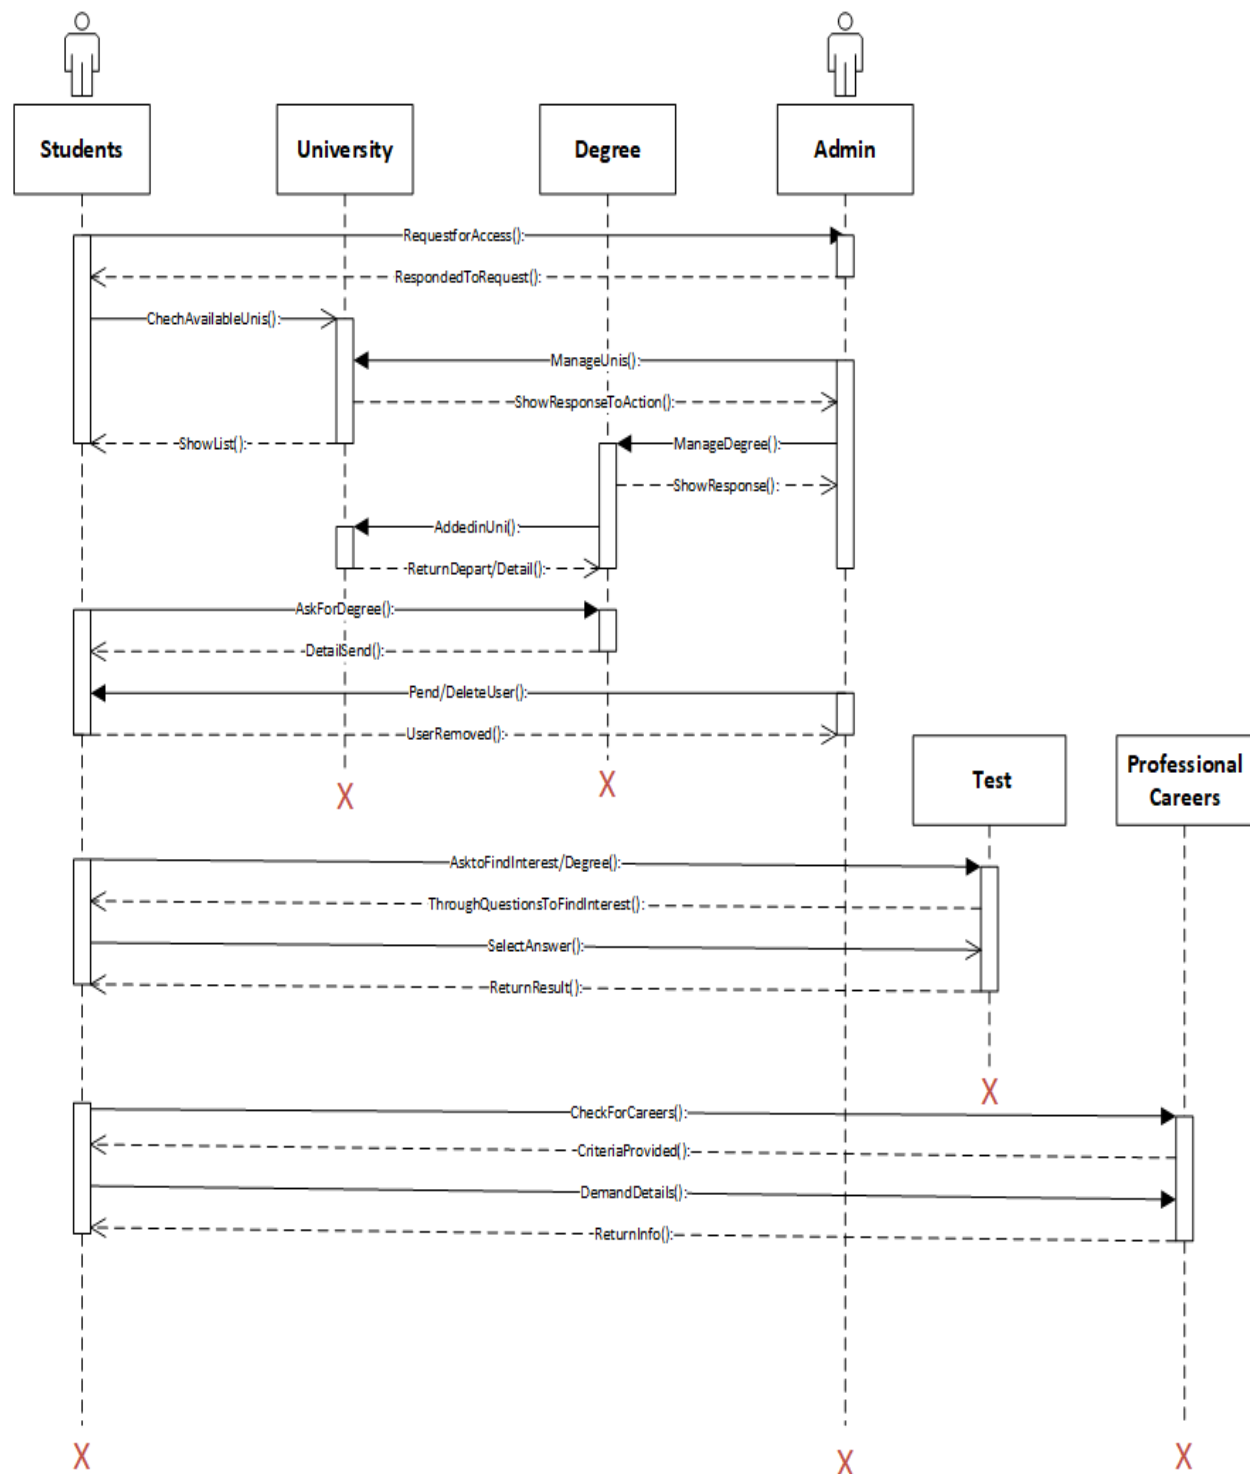 Students
University
Degree
Admin
RequestforAccess():
RespondedToRequest():
ChechAvailableUnis():
ManageUnis():
ShowResponseToAction():
ShowList():
ManageDegree():
ShowResponse():
AddedinUni():
ReturnDepart/Detail():
AskForDegree():
DetailSend():
Pend/DeleteUser():
UserRemoved():
Test
Professional
Careers
X
X
AsktoFindInterest/Degree():
ThroughQuestionsToFindInterest():
SelectAnswer():
ReturnResult():
X
CheckForCareers():
CriteriaProvided():
DemandDetails():
ReturnInfo():
X
X
X